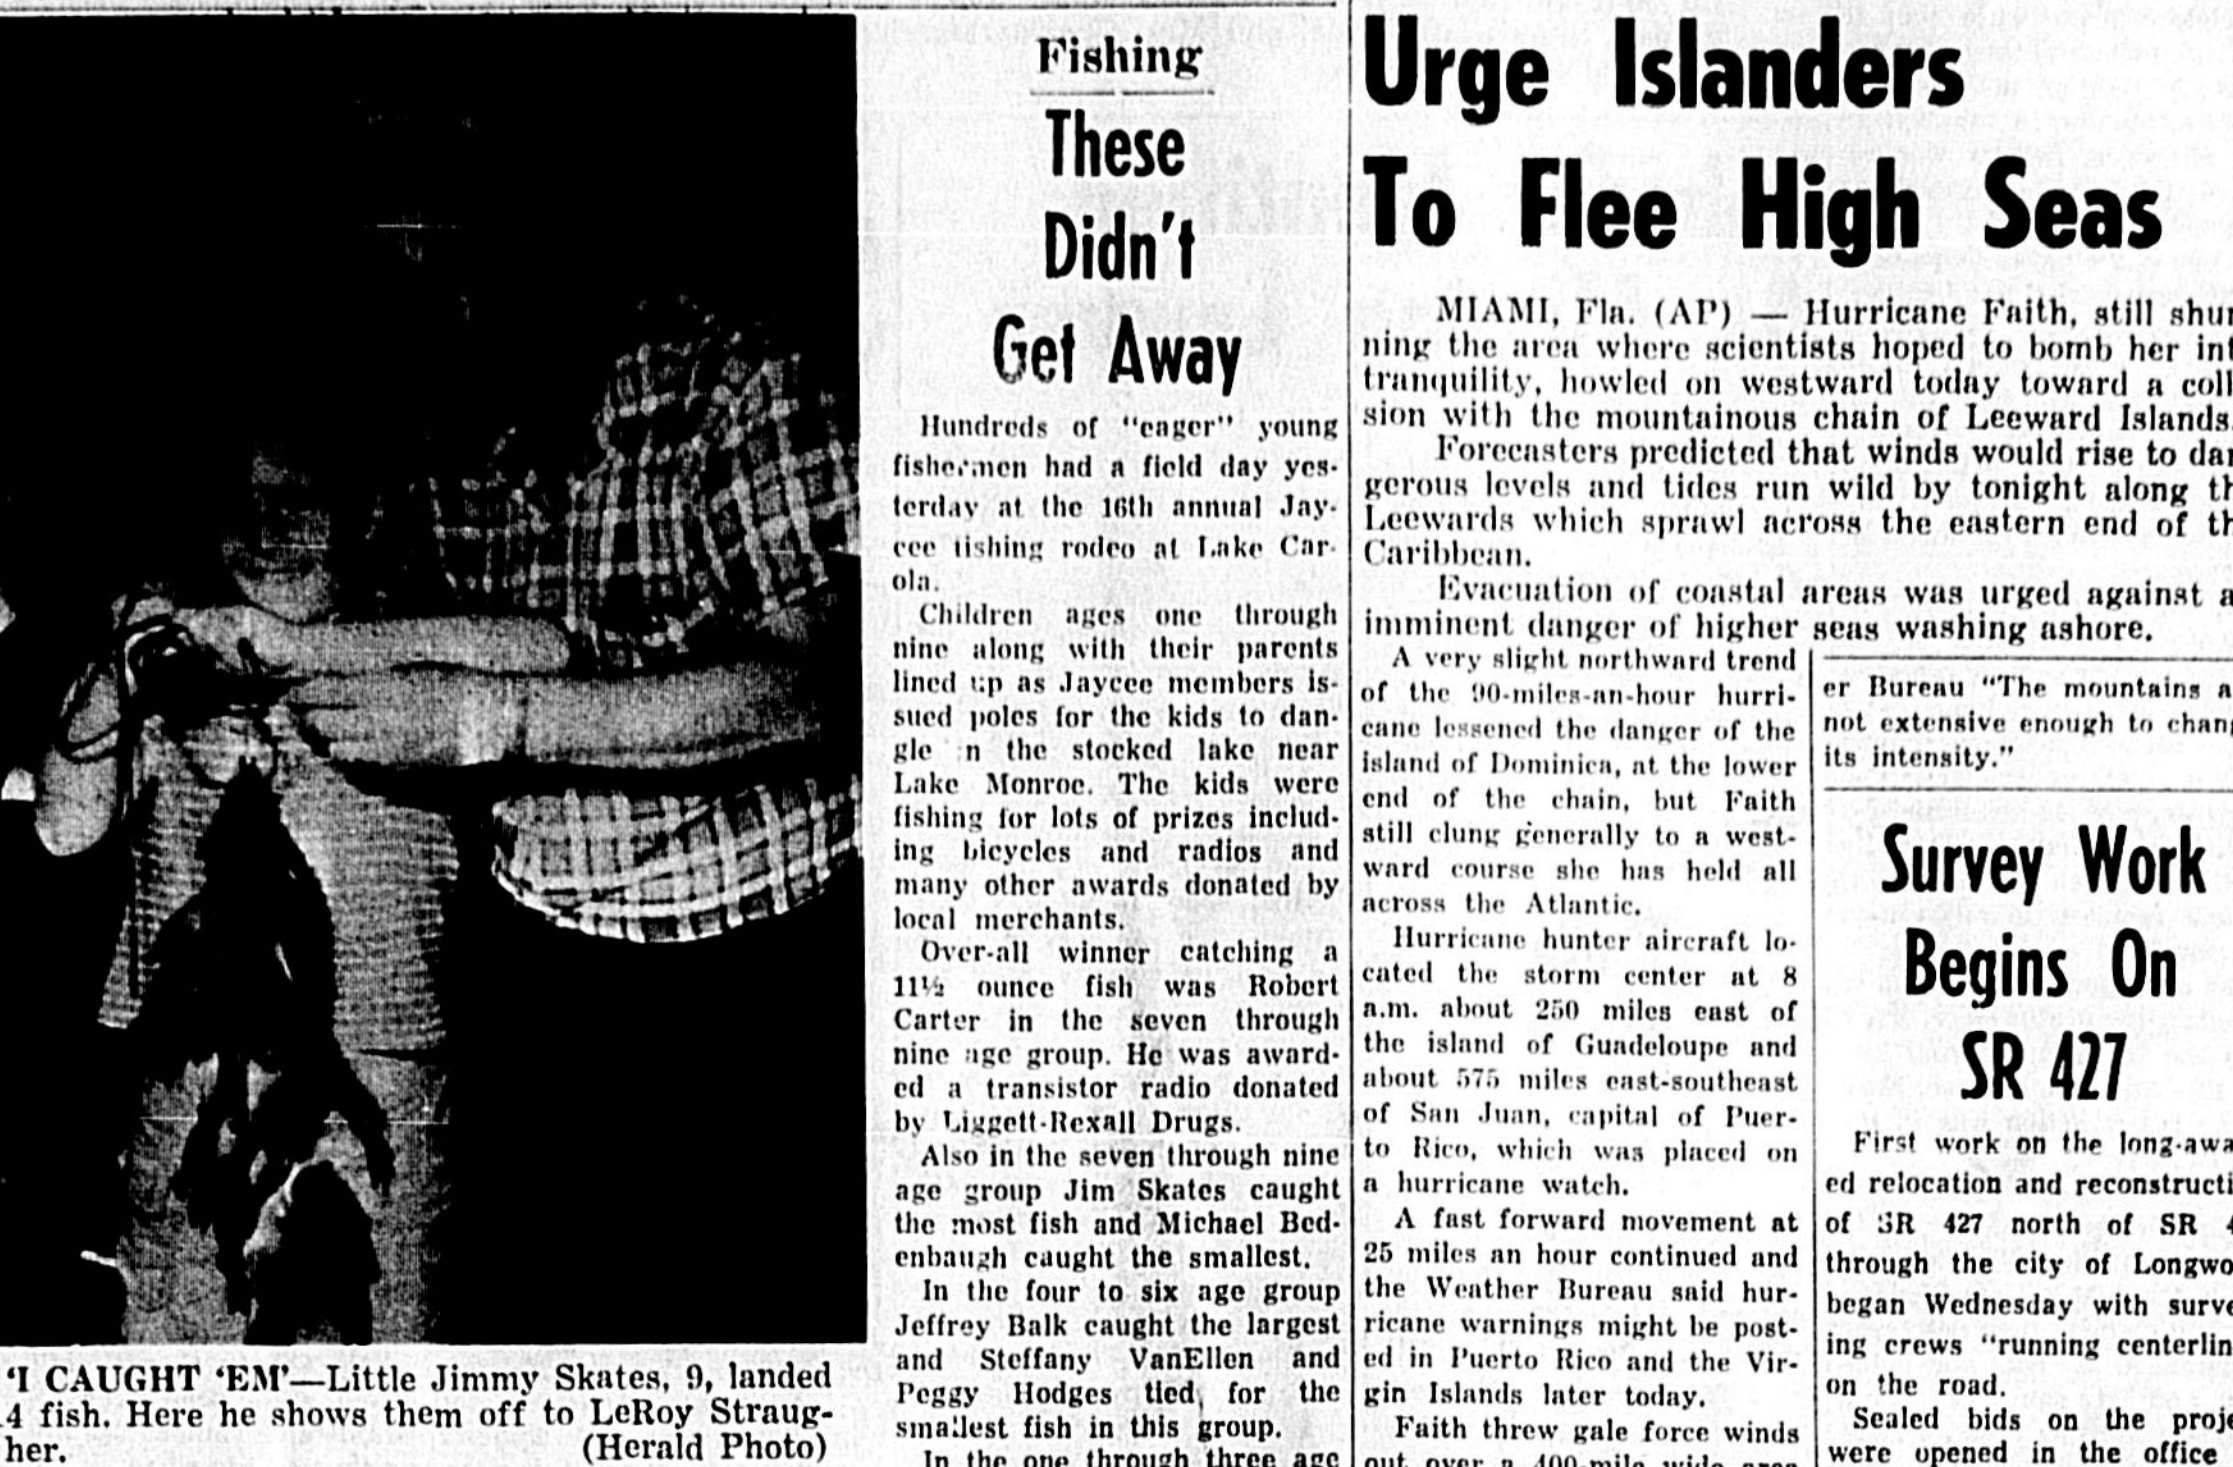 'I CAUGHT 'EM'—Little Jimmy Skates, 9, landed
4 fish. Here he shows them off to LeRoy Straug-
her. (Herald Photo)
Fishing
These
Didn't
Get Away
Hundreds of "eager" young
fishermen had a field day yes-
terday at the 16th annual Jay-
cee fishing rodeo at Lake Car-
ola.
Children ages one through
nine along with their parents
lined up as Jaycee members is-
sued poles for the kids to dan-
gle in the stocked lake near
Lake Monroe. The kids were
fishing for lots of prizes includ-
ing bicycles and radios and
many other awards donated by
local merchants.
Over-all winner catching a
11½ ounce fish was Robert
Carter in the seven through
nine age group. He was award-
ed a transistor radio donated
by Liggett-Rexall Drugs.
Also in the seven through nine
age group Jim Skates caught
the most fish and Michael Bed-
enbaugh caught the smallest.
In the four to six age group
Jeffrey Balk caught the largest
and Steffany VanEllen and
Peggy Hodges tied, for the
smallest fish in this group.
In the one through three age
Urge Islanders
To Flee High Seas
MIAMI, Fla. (AP) — Hurricane Faith, still shun
ning the area where scientists hoped to bomb her int
tranquility, howled on westward today toward a coll
sion with the mountainous chain of Leeward Islands.
Forecasters predicted that winds would rise to dan
gerous levels and tides run wild by tonight along th
Leewards which sprawl across the eastern end of th
Caribbean.
Evacuation of coastal areas was urged against a
imminent danger of higher seas washing ashore.
A very slight northward trend
of the 90-miles-an-hour hurri-
cane lessened the danger of the
island of Dominica, at the lower
end of the chain, but Faith
still clung generally to a west-
ward course she has held all
across the Atlantic.
Hurricane hunter aircraft lo-
cated the storm center at 8
a.m. about 250 miles east of
the island of Guadeloupe and
about 575 miles east-southeast
of San Juan, capital of Puer-
to Rico, which was placed on
a hurricane watch.
A fast forward movement at
25 miles an hour continued and
the Weather Bureau said hur-
ricane warnings might be post-
ed in Puerto Rico and the Vir-
gin Islands later today.
Faith threw gale force winds
out over a 400-mile wide area
er Bureau "The mountains a
not extensive enough to chang
its intensity."
Survey Work
Begins On
SR 427
First work on the long-awa
ed relocation and reconstructi
of SR 427 north of SR 4
through the city of Longwo
began Wednesday with surve
ing crews "running centerlin
on the road.
Sealed bids on the proje
were opened in the office